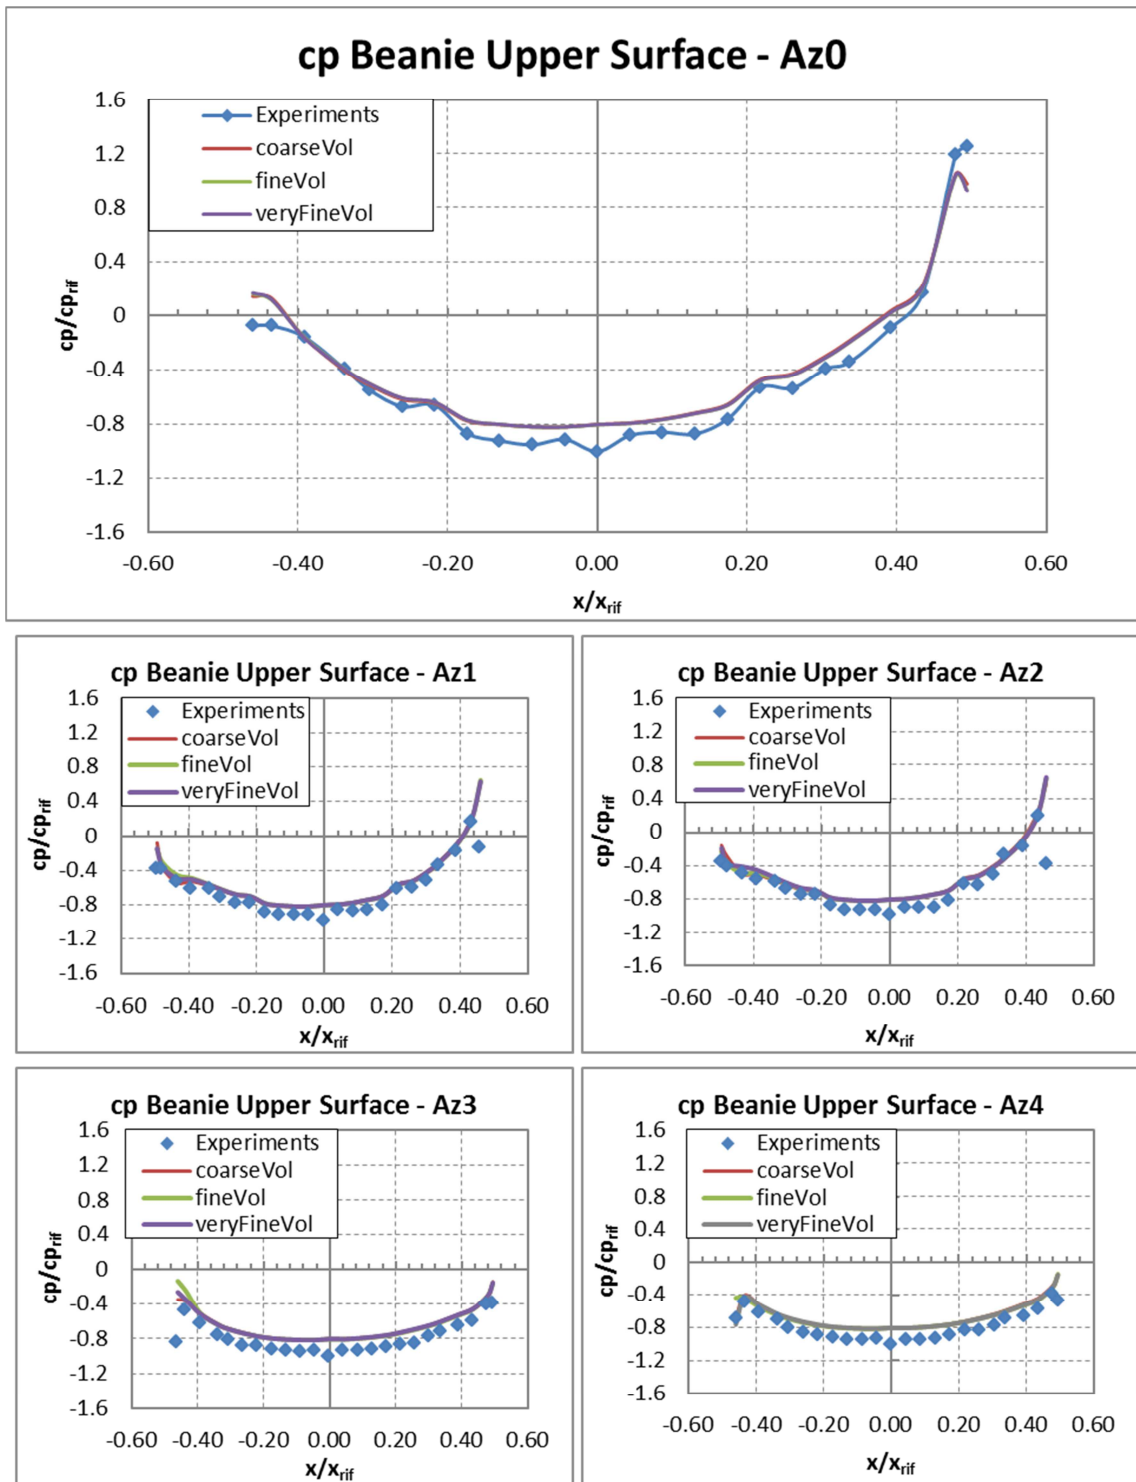 cp Beanie Upper Surface - Az0
1.6
1.2
0.8
0.4
0
-0.4
-0.8
-1.2
-1.6
cp/cprif
Experiments
coarseVol
fineVol
veryFineVol
-0.60 -0.40 -0.20 0.00 0.20 0.40 0.60
x/xrif
cp Beanie Upper Surface - Az1
1.6
1.2
0.8
0.4
0
-0.4
-0.8
-1.2
-1.6
cp/cprif
Experiments
coarseVol
fineVol
veryFineVol
-0.60 -0.40 -0.20 0.00 0.20 0.40 0.60
x/xrif
cp Beanie Upper Surface - Az2
1.6
1.2
0.8
0.4
0
-0.4
-0.8
-1.2
-1.6
cp/cprif
Experiments
coarseVol
fineVol
veryFineVol
-0.60 -0.40 -0.20 0.00 0.20 0.40 0.60
x/xrif
cp Beanie Upper Surface - Az3
1.6
1.2
0.8
0.4
0
-0.4
-0.8
-1.2
-1.6
cp/cprif
Experiments
coarseVol
fineVol
veryFineVol
-0.60 -0.40 -0.20 0.00 0.20 0.40 0.60
x/xrif
cp Beanie Upper Surface - Az4
1.6
1.2
0.8
0.4
0
-0.4
-0.8
-1.2
-1.6
cp/cprif
Experiments
coarseVol
fineVol
veryFineVol
-0.60 -0.40 -0.20 0.00 0.20 0.40 0.60
x/xrif